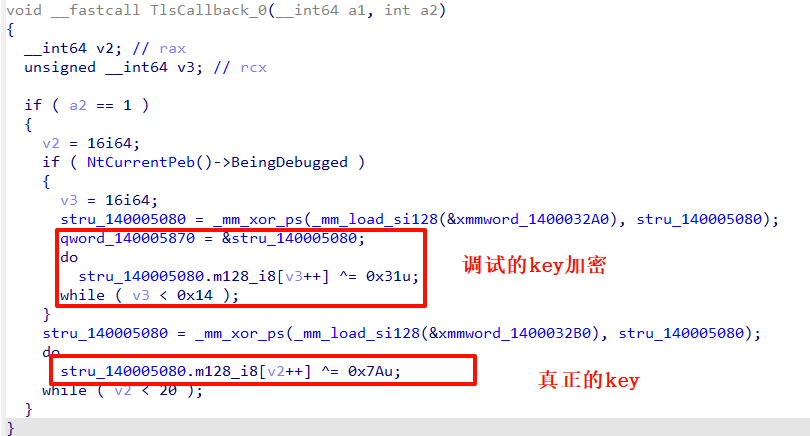 void __fastcall TlsCallback_0(__int64 a1, int a2)
{
  __int64 v2; // rax
  unsigned __int64 v3; // rcx

  if ( a2 == 1 )
  {
    v2 = 16i64;
    if ( NtCurrentPeb()->BeingDebugged )
    {
      v3 = 16i64;
      stru_140005080 = _mm_xor_ps(_mm_load_si128(&xmmword_1400032A0), stru_140005080);
      qword_140005870 = &stru_140005080;
      do
        stru_140005080.m128_i8[v3++] ^= 0x31u;
      while ( v3 < 0x14 );
调试的key加密
    }
    stru_140005080 = _mm_xor_ps(_mm_load_si128(&xmmword_1400032B0), stru_140005080);
    do
      stru_140005080.m128_i8[v2++] ^= 0x7Au;
    while ( v2 < 20 );
真正的key
  }
}